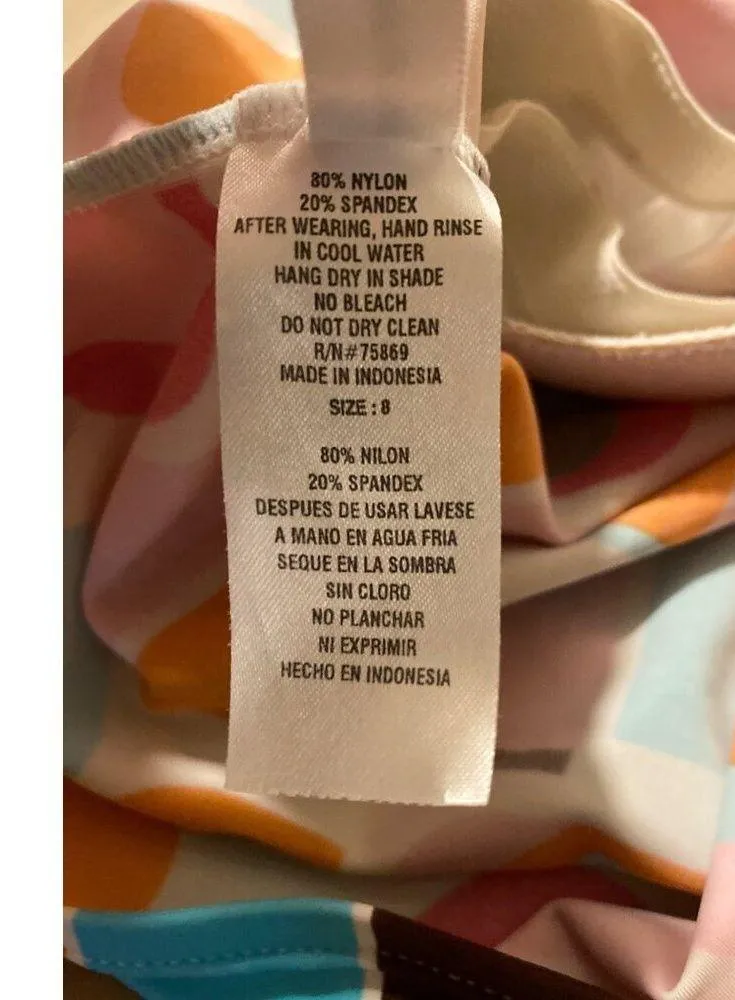 80% NYLON
20% SPANDEX
AFTER WEARING, HAND RINSE
IN COOL WATER
HANG DRY IN SHADE
NO BLEACH
DO NOT DRY CLEAN
R/N#75869
MADE IN INDONESIA
SIZE : 8
80% NILON
20% SPANDEX
DESPUES DE USAR LAVESE
A MANO EN AGUA FRIA
SEQUE EN LA SOMBRA
SIN CLORO
NO PLANCHAR
NI EXPRIMIR
HECHO EN INDONESIA